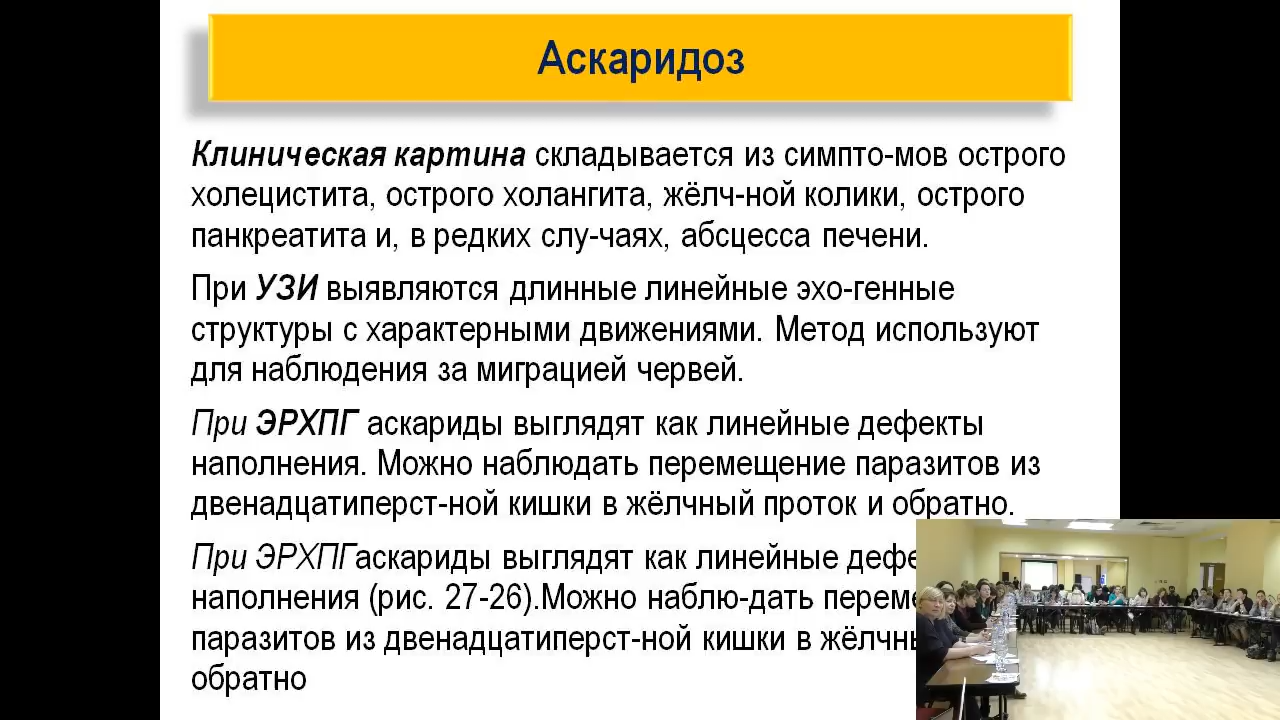 Аскаридоз
Клиническая картина складывается из симпто-мов острого
холецистита, острого холангита, жёлч-ной колики, острого
панкреатита и, в редких слу-чаях, абсцесса печени.
При УЗИ выявляются длинные линейные эхо-генные
структуры с характерными движениями. Метод используют
для наблюдения за миграцией червей.
При ЭРХПГ аскариды выглядят как линейные дефекты
наполнения. Можно наблюдать перемещение паразитов из
двенадцатиперст-ной кишки в жёлчный проток и обратно.
При ЭРХПГаскариды выглядят как линейные
наполнения (рис. 27-26).Можно наблю-дать
паразитов из двенадцатиперст-ной кишки в
обратно